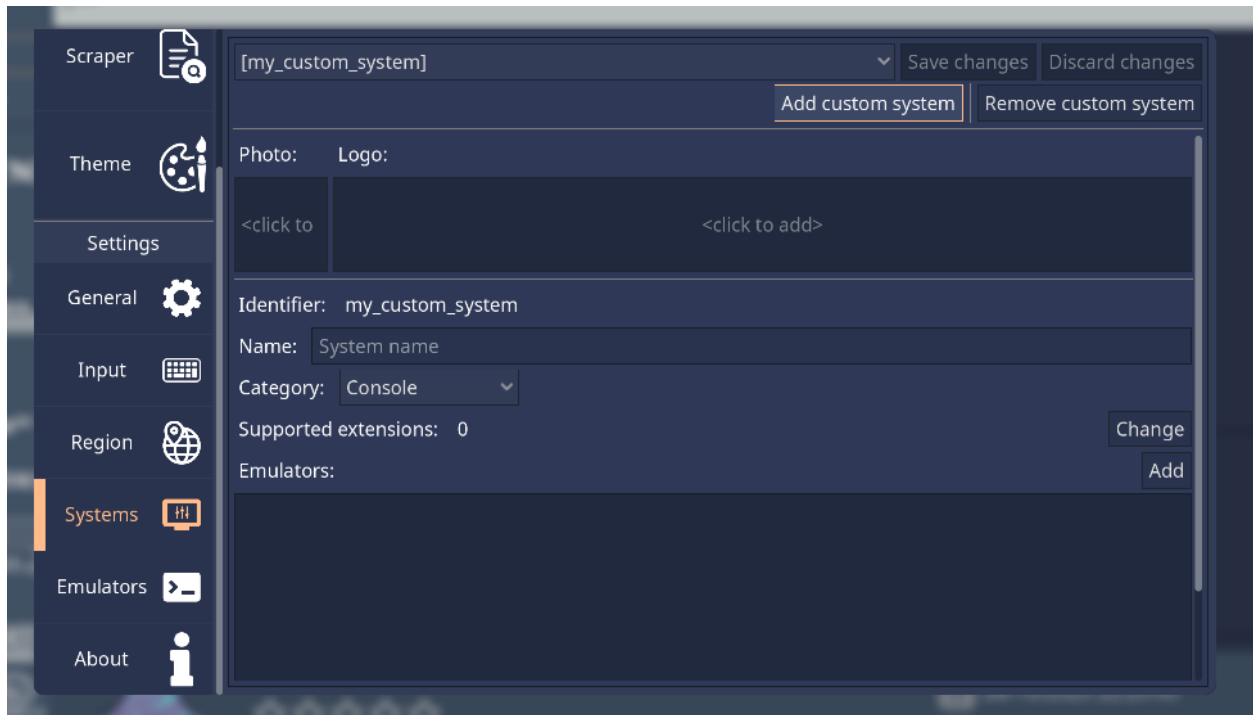 Scraper
Theme
Settings
General
Input
Region
Systems
Emulators
About
[my_custom_system] Save changes Discard changes
Add custom system Remove custom system
Photo: Logo:
<click to <click to add>
Identifier: my_custom_system
Name: System name
Category: Console
Supported extensions: 0 Change
Emulators: Add